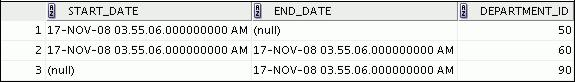 START_DATE END_DATE DEPARTMENT_ID
1 17-NOV-08 03.55.06.000000000 AM (null) 50
2 17-NOV-08 03.55.06.000000000 AM 17-NOV-08 03.55.06.000000000 AM 60
3 (null) 17-NOV-08 03.55.06.000000000 AM 90